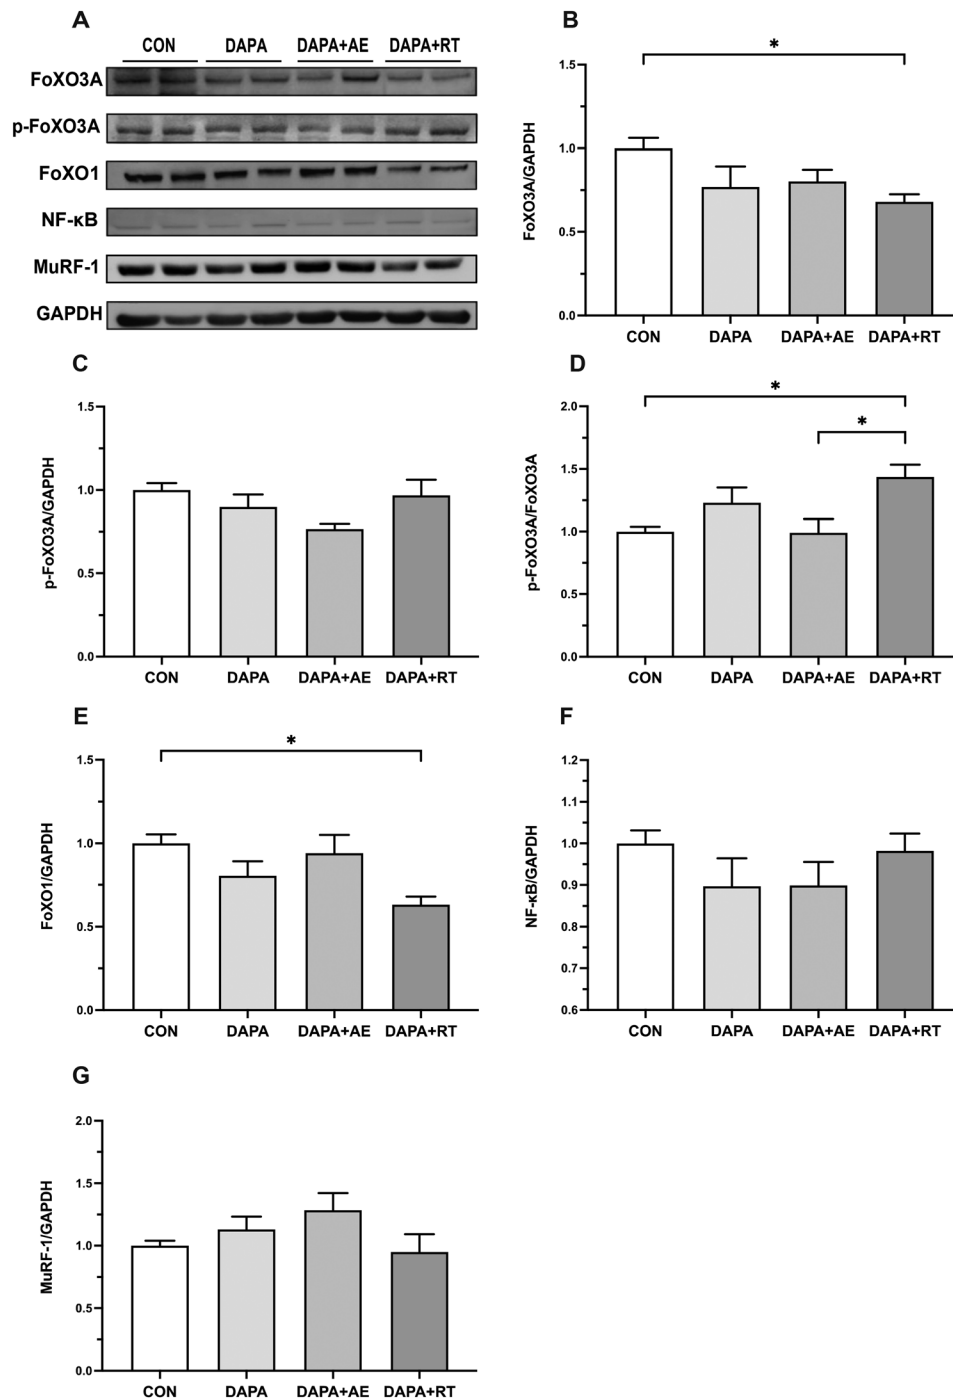 A
CON DAPA DAPA+AE DAPA+RT
FoXO3A
p-FoXO3A
FoXO1
NF-κB
MuRF-1
GAPDH
B
*
FoXO3A/GAPDH
1.5
1.0
0.5
0.0
CON DAPA DAPA+AE DAPA+RT
C
p-FoXO3A/GAPDH
1.5
1.0
0.5
0.0
CON DAPA DAPA+AE DAPA+RT
D
*
*
p-FoXO3A/FoXO3A
2.0
1.5
1.0
0.5
0.0
CON DAPA DAPA+AE DAPA+RT
E
*
FoXO1/GAPDH
1.5
1.0
0.5
0.0
CON DAPA DAPA+AE DAPA+RT
F
NF-κB/GAPDH
1.2
1.1
1.0
0.9
0.8
0.7
0.6
CON DAPA DAPA+AE DAPA+RT
G
MuRF-1/GAPDH
2.0
1.5
1.0
0.5
0.0
CON DAPA DAPA+AE DAPA+RT